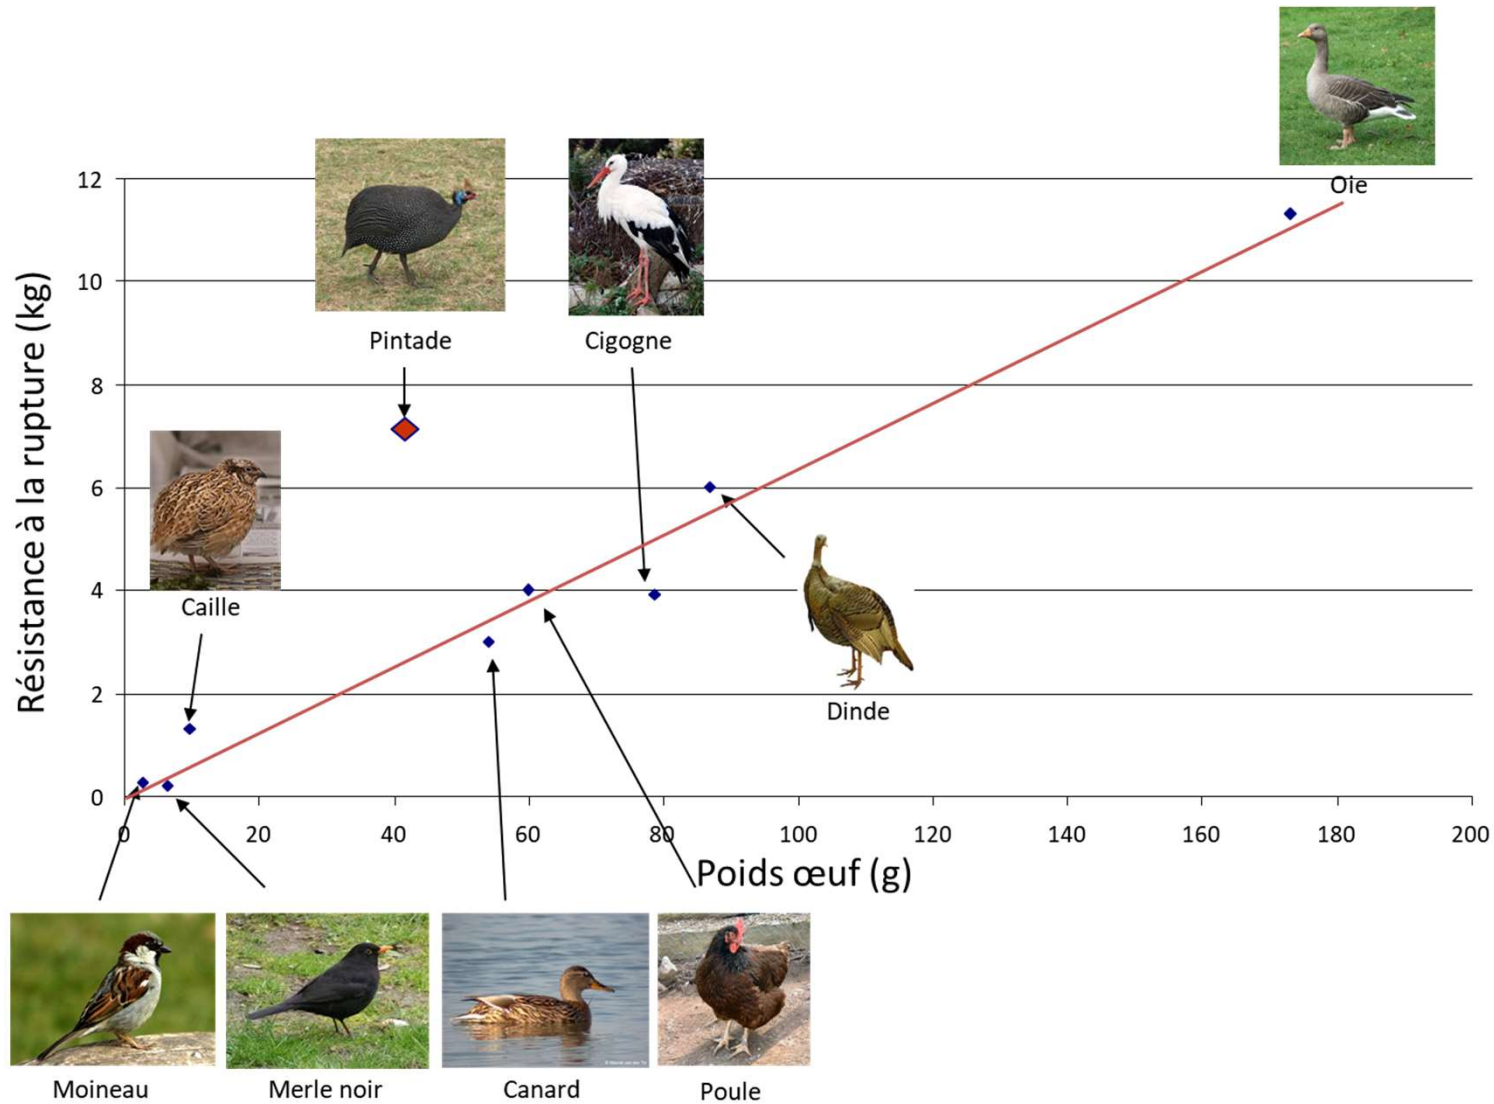 Oie
12
10
8
6
4
2
0
Résistance à la rupture (kg)
Pintade
Cigogne
Caille
Dinde
0 20 40 60 80 100 120 140 160 180 200
Poids œuf (g)
Moineau
Merle noir
Canard
Poule